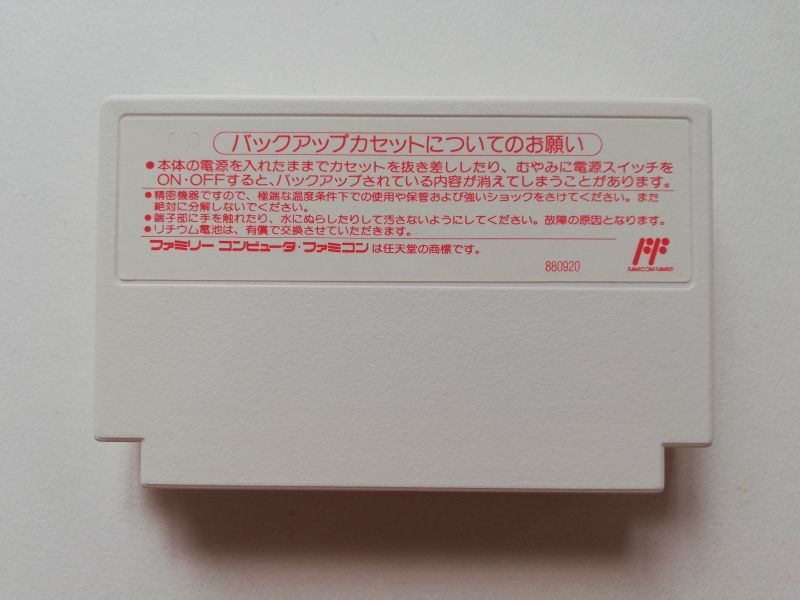 バックアップカセットについてのお願い
●本体の電源を入れたままでカセットを抜き差ししたり、むやみに電源スイッチを
ON・OFFすると、バックアップされている内容が消えてしまうことがあります。
●精密機器ですので、極端な温度条件下での使用や保管および強いショックをさけてください。また
絶対に分解しないでください。
●端子部に手を触れたり、水にぬらしたりして汚さないようにしてください。故障の原因となります。
●リチウム電池は、有償で交換させていただきます。
ファミリー コンピュータ・ファミコンは任天堂の商標です。
880920
FAMICOM FAMILY